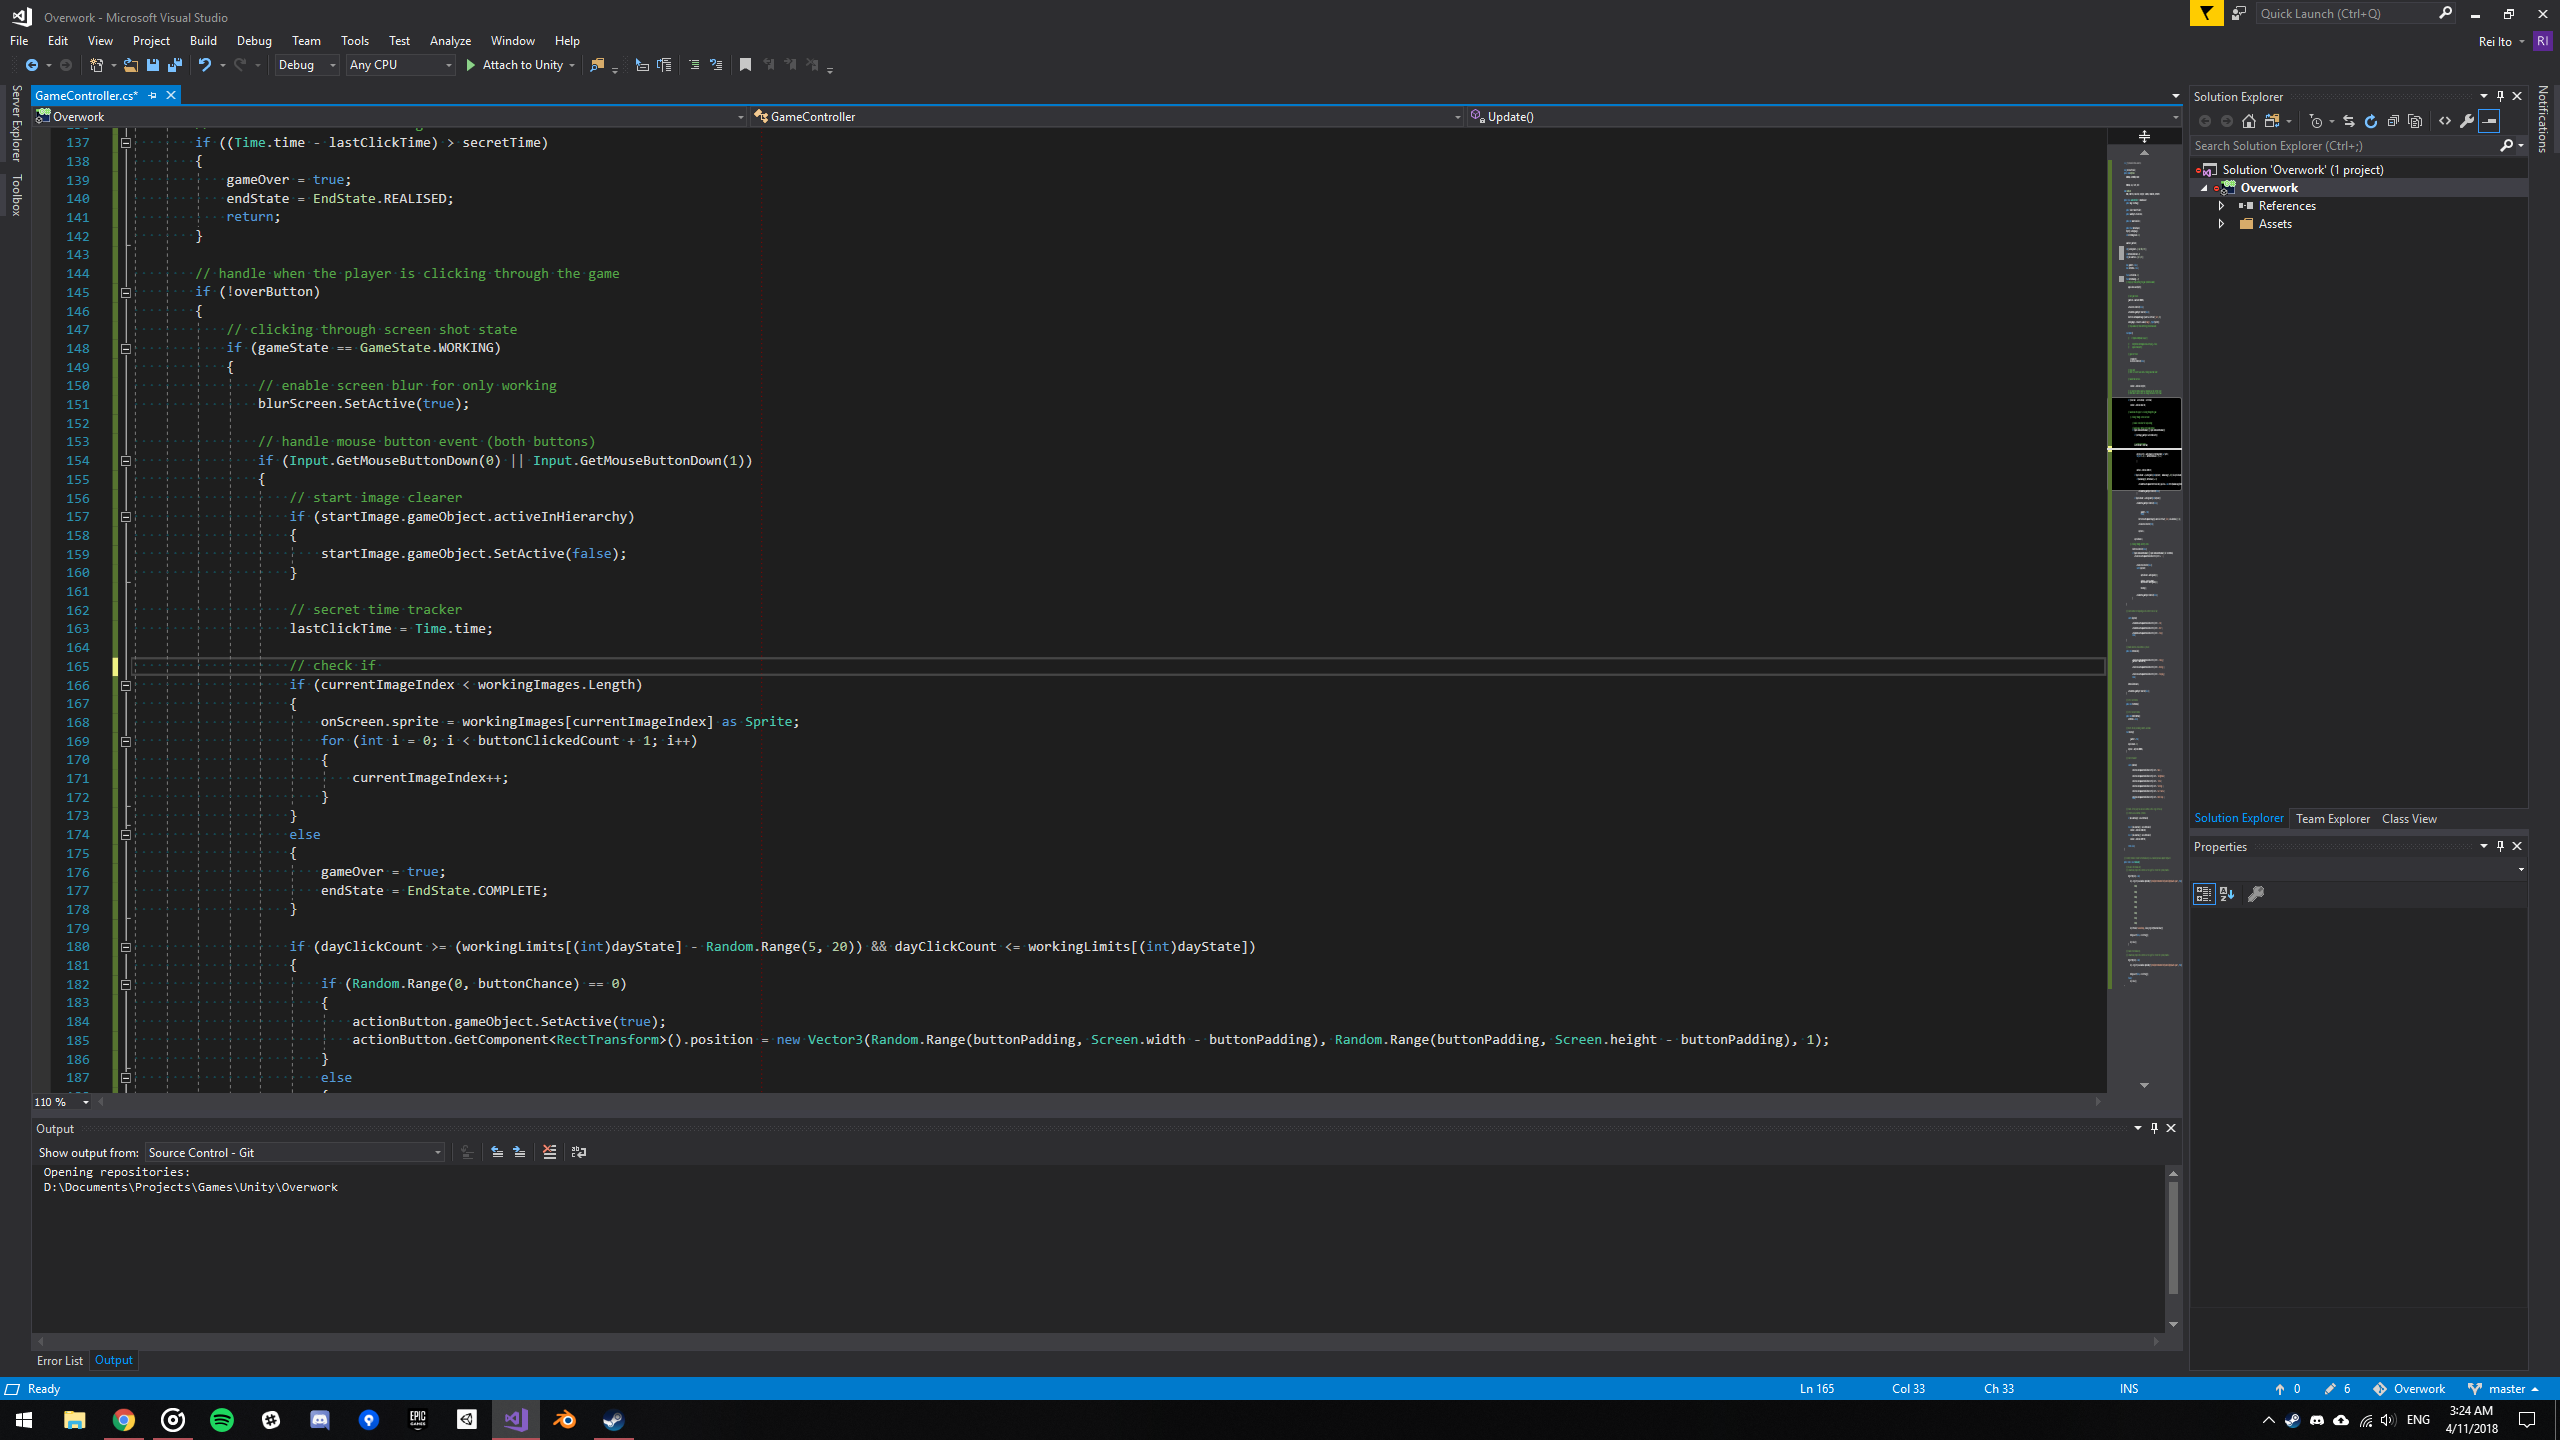 Overwork - Microsoft Visual Studio
Quick Launch (Ctrl+Q)
File Edit View Project Build Debug Team Tools Test Analyze Window Help
Rei Ito RI
Debug Any CPU Attach to Unity
Server Explorer
Toolbox
GameController.cs*
Overwork GameController Update()
137 if ((Time.time - lastClickTime) > secretTime)
138 {
139 gameOver = true;
140 endState = EndState.REALISED;
141 return;
142 }
143
144 // handle when the player is clicking through the game
145 if (!overButton)
146 {
147 // clicking through screen shot state
148 if (gameState == GameState.WORKING)
149 {
150 // enable screen blur for only working
151 blurScreen.SetActive(true);
152
153 // handle mouse button event (both buttons)
154 if (Input.GetMouseButtonDown(0) || Input.GetMouseButtonDown(1))
155 {
156 // start image clearer
157 if (startImage.gameObject.activeInHierarchy)
158 {
159 startImage.gameObject.SetActive(false);
160 }
161
162 // secret time tracker
163 lastClickTime = Time.time;
164
165 // check if
166 if (currentImageIndex < workingImages.Length)
167 {
168 onScreen.sprite = workingImages[currentImageIndex] as Sprite;
169 for (int i = 0; i < buttonClickedCount + 1; i++)
170 {
171 currentImageIndex++;
172 }
173 }
174 else
175 {
176 gameOver = true;
177 endState = EndState.COMPLETE;
178 }
179
180 if (dayClickCount >= (workingLimits[(int)dayState] - Random.Range(5, 20)) && dayClickCount <= workingLimits[(int)dayState])
181 {
182 if (Random.Range(0, buttonChance) == 0)
183 {
184 actionButton.gameObject.SetActive(true);
185 actionButton.GetComponent<RectTransform>().position = new Vector3(Random.Range(buttonPadding, Screen.width - buttonPadding), Random.Range(buttonPadding, Screen.height - buttonPadding), 1);
186 }
187 else
110 %
Output
Show output from: Source Control - Git
Opening repositories:
D:\Documents\Projects\Games\Unity\Overwork
Error List Output
Solution Explorer
Search Solution Explorer (Ctrl+;)
Solution 'Overwork' (1 project)
Overwork
References
Assets
Solution Explorer Team Explorer Class View
Properties
Notifications
Ready Ln 165 Col 33 Ch 33 INS 0 6 Overwork master
EPIC GAMES
ENG
3:24 AM
4/11/2018